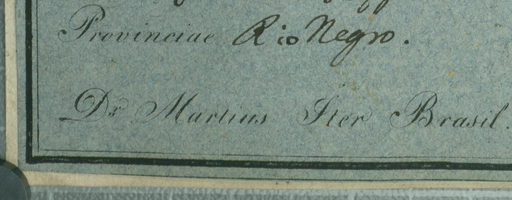 Provinciae Rio Negro.
Dr Martius Iter Brasil.